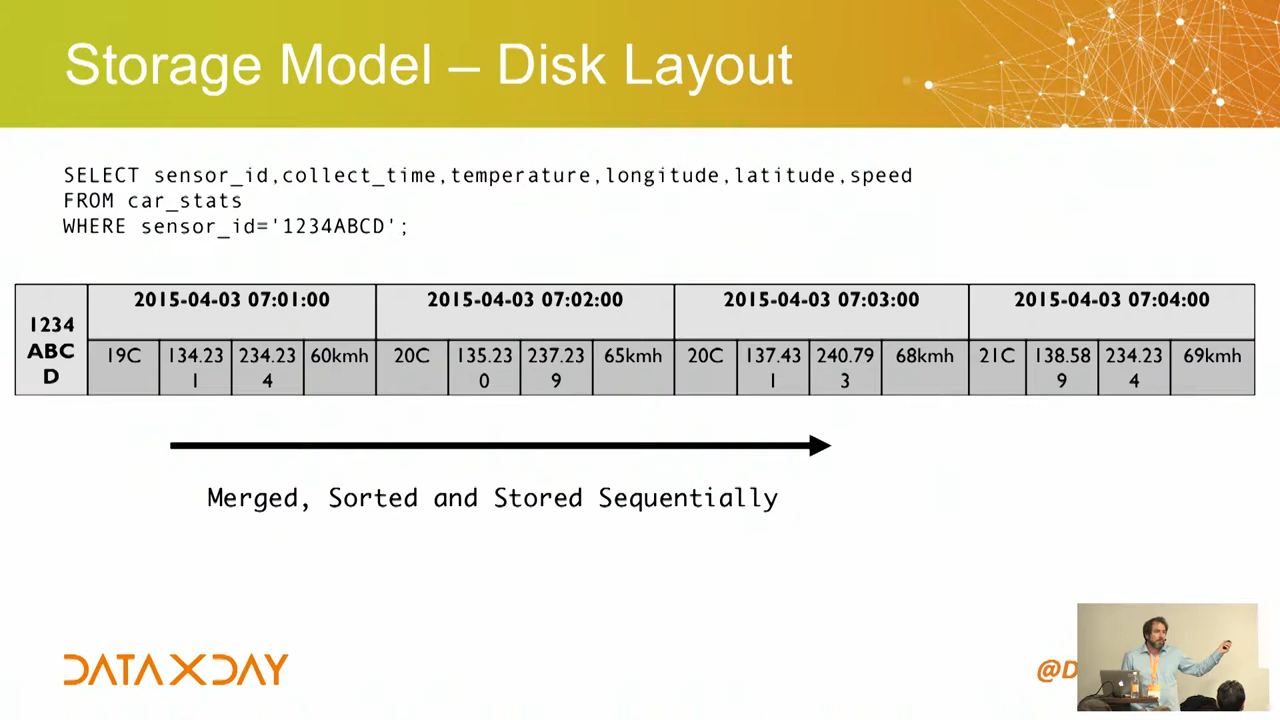 Storage Model – Disk Layout
SELECT sensor_id,collect_time,temperature,longitude,latitude,speed
FROM car_stats
WHERE sensor_id='1234ABCD';
1234
ABC
D
2015-04-03 07:01:00
2015-04-03 07:02:00
2015-04-03 07:03:00
2015-04-03 07:04:00
19C
134.23
1
234.23
4
60kmh
20C
135.23
0
237.23
9
65kmh
20C
137.43
1
240.79
3
68kmh
21C
138.58
9
234.23
4
69kmh
Merged, Sorted and Stored Sequentially
DATA X DAY
@D